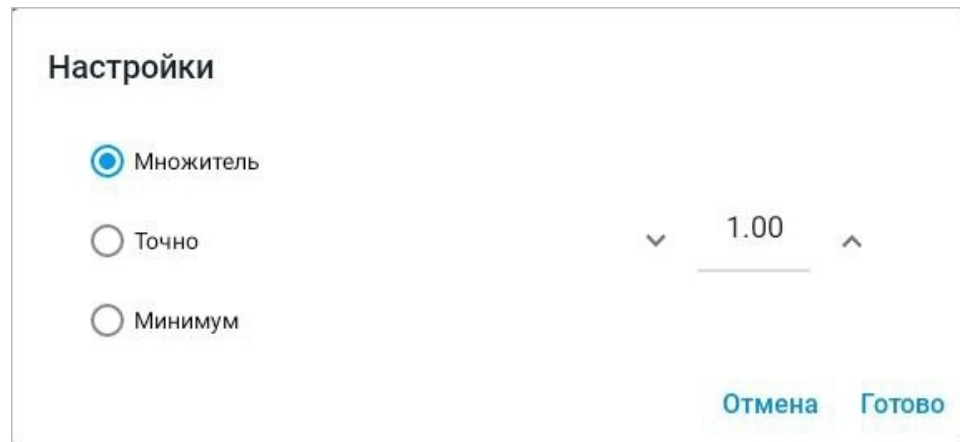 Настройки
Множитель
Точно
1.00
Минимум
Отмена Готово